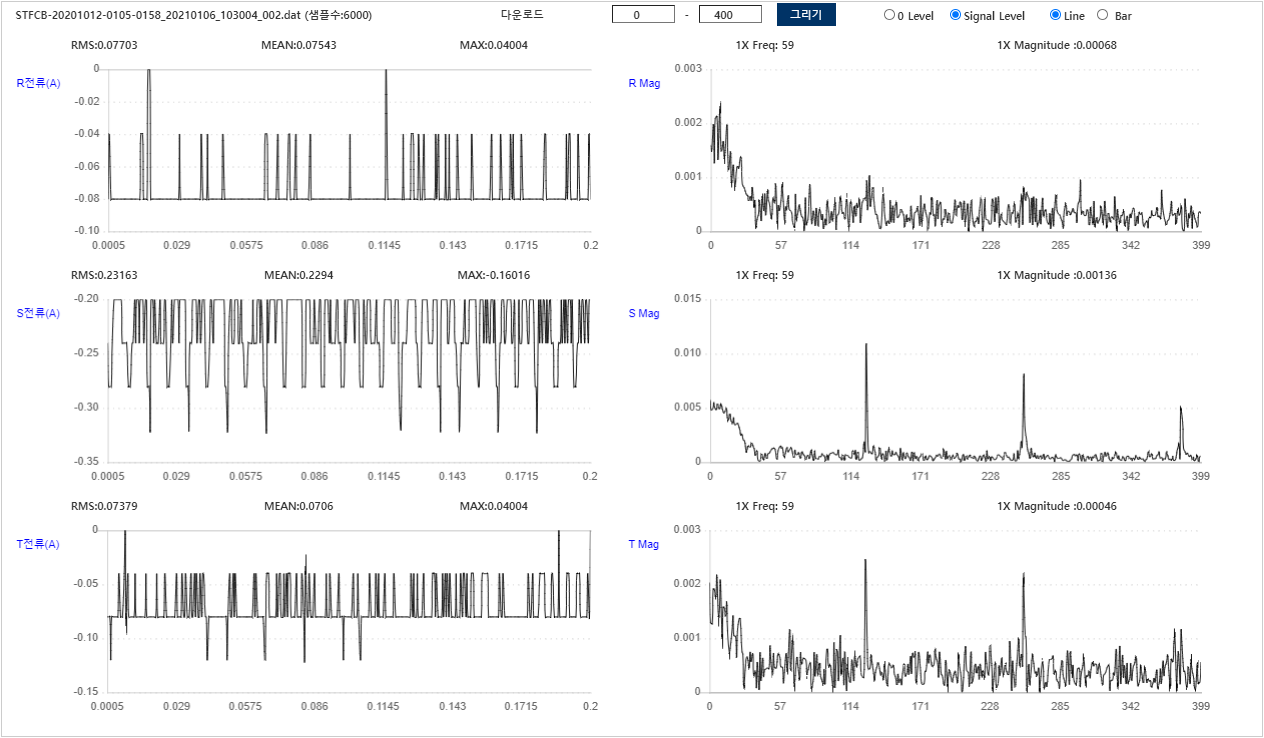 STFCB-20201012-0105-0158_20210106_103004_002.dat (샘플수:6000) 다운로드 0 - 400 그리기 0 Level Signal Level Line Bar
RMS:0.07703 MEAN:0.07543 MAX:0.04004 1X Freq: 59 1X Magnitude :0.00068
R전류(A)
0
-0.02
-0.04
-0.06
-0.08
-0.10
0.0005 0.029 0.0575 0.086 0.1145 0.143 0.1715 0.2
R Mag
0.003
0.002
0.001
0
0 57 114 171 228 285 342 399
RMS:0.23163 MEAN:0.2294 MAX:-0.16016 1X Freq: 59 1X Magnitude :0.00136
S전류(A)
-0.20
-0.25
-0.30
-0.35
0.0005 0.029 0.0575 0.086 0.1145 0.143 0.1715 0.2
S Mag
0.015
0.010
0.005
0
0 57 114 171 228 285 342 399
RMS:0.07379 MEAN:0.0706 MAX:0.04004 1X Freq: 59 1X Magnitude :0.00046
T전류(A)
0
-0.05
-0.10
-0.15
0.0005 0.029 0.0575 0.086 0.1145 0.143 0.1715 0.2
T Mag
0.003
0.002
0.001
0
0 57 114 171 228 285 342 399